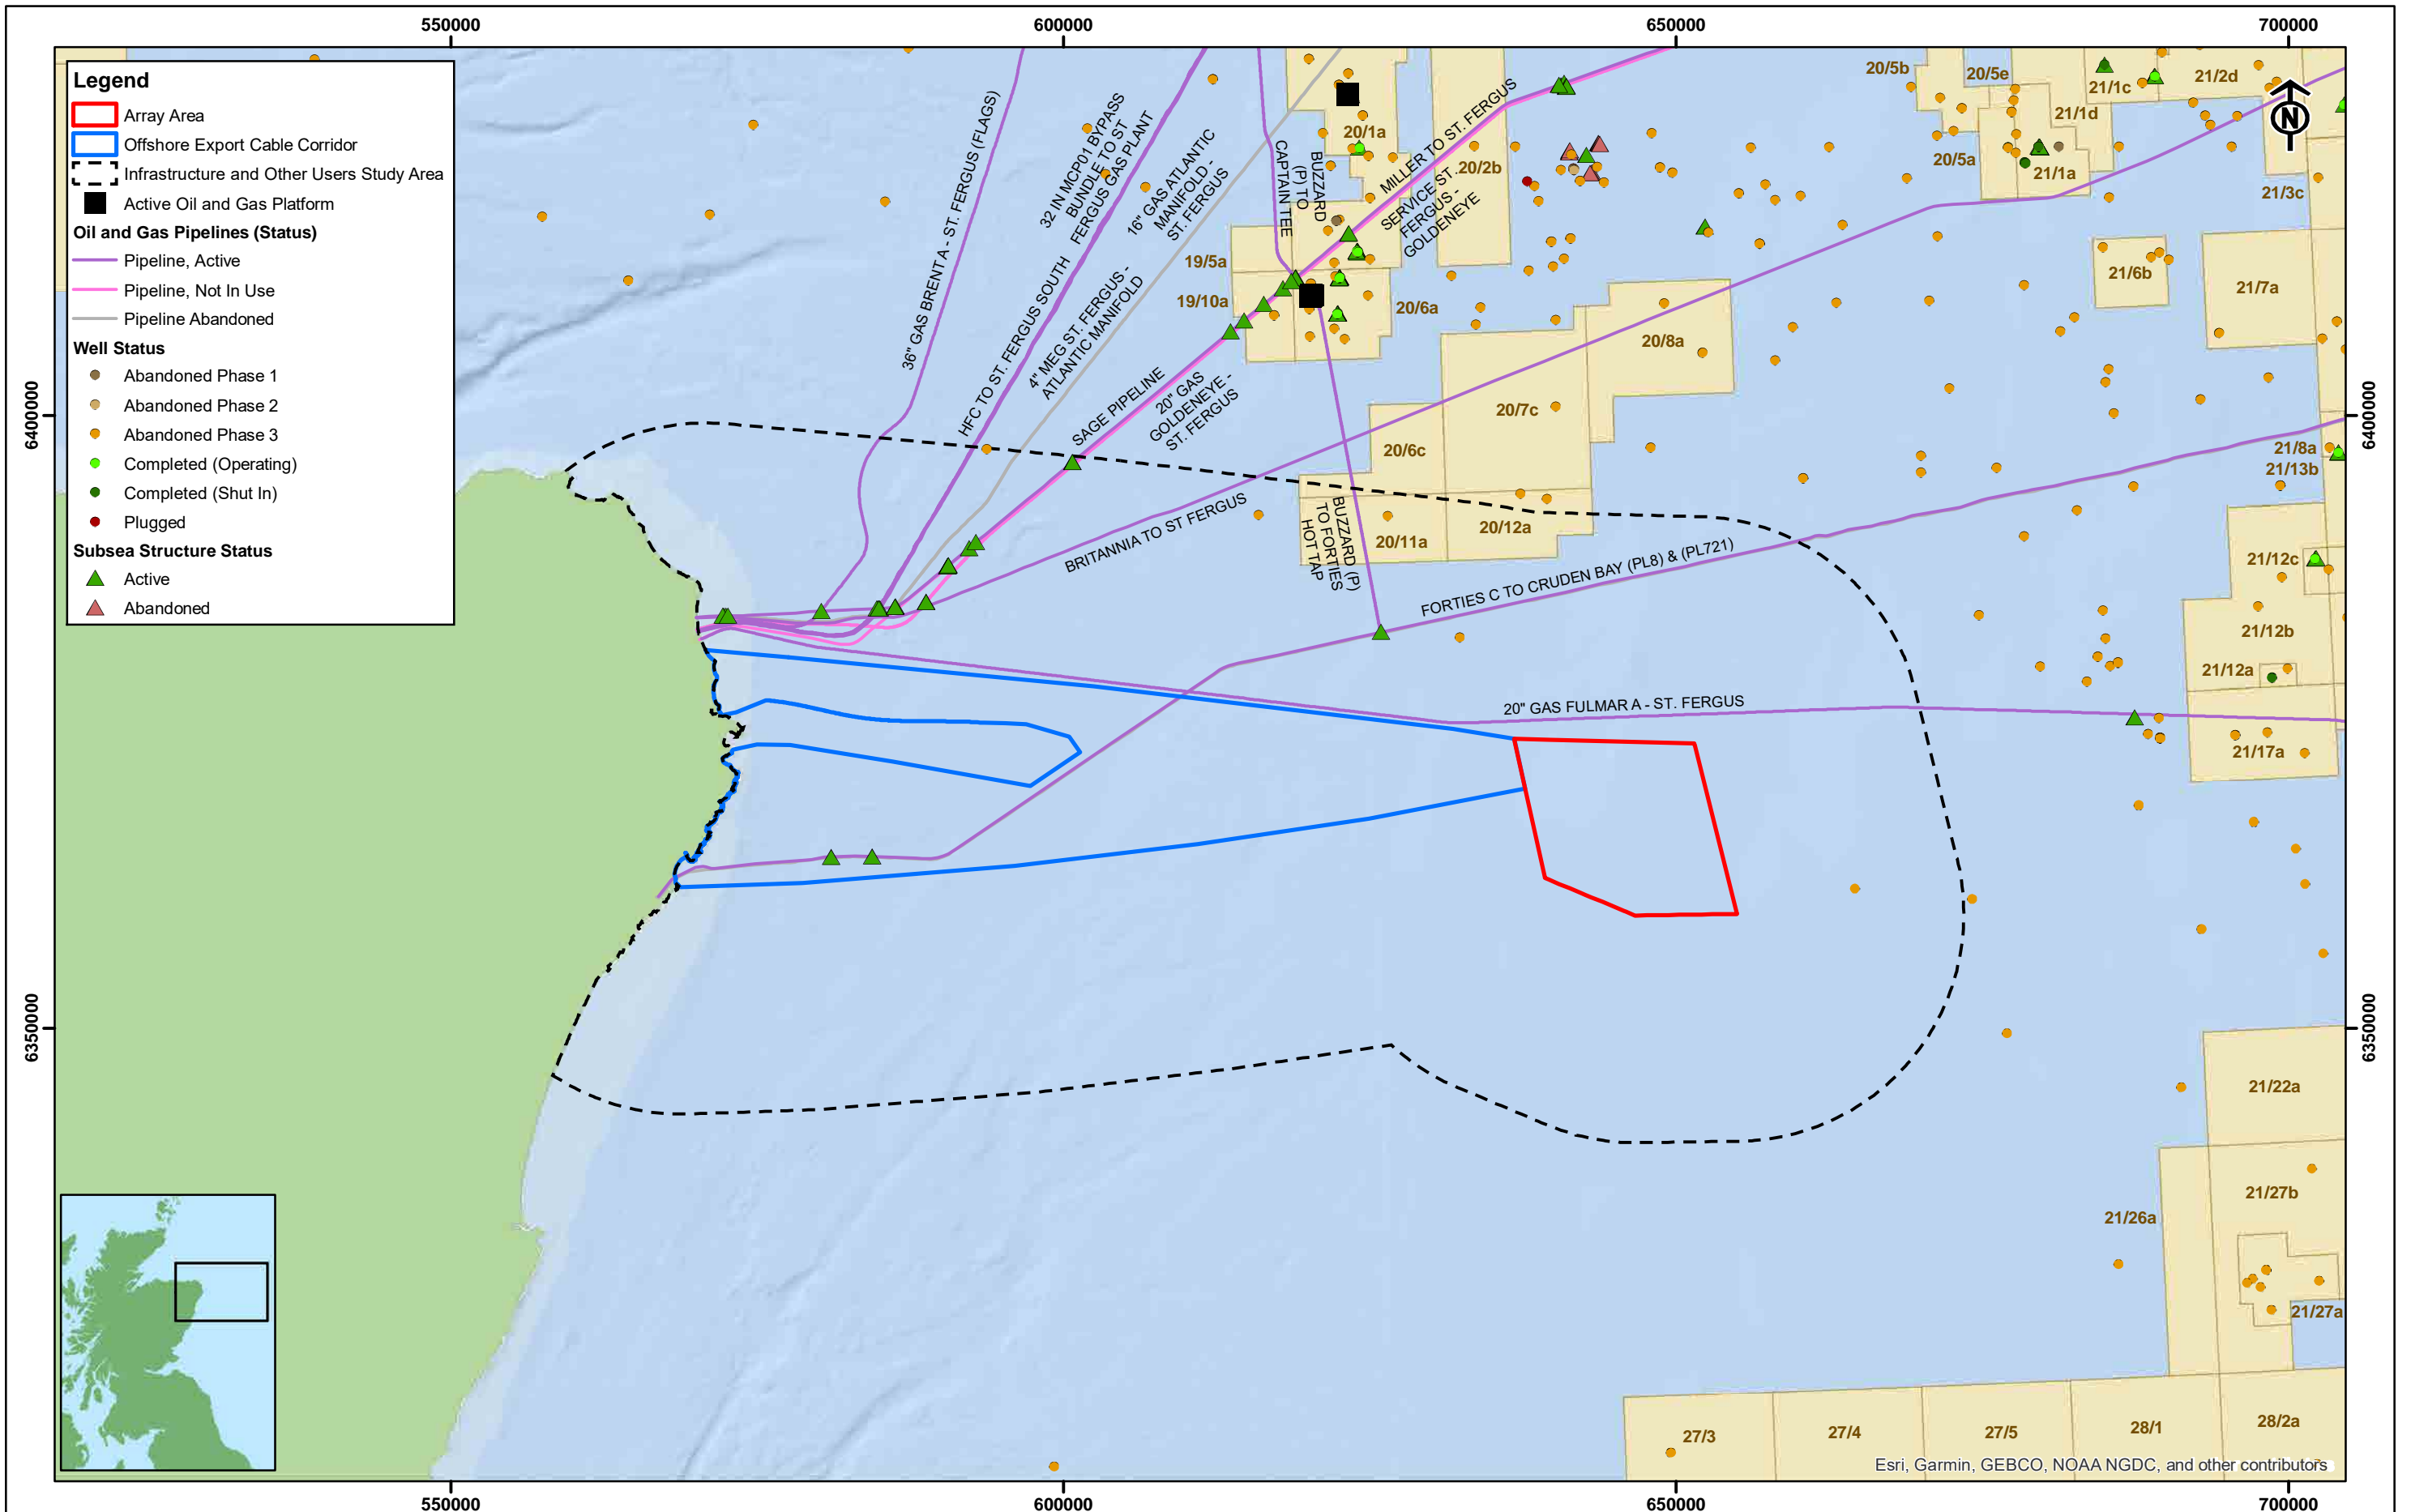 550000
600000
650000
700000
Legend
Array Area
Offshore Export Cable Corridor
Infrastructure and Other Users Study Area
Active Oil and Gas Platform
Oil and Gas Pipelines (Status)
Pipeline, Active
Pipeline, Not In Use
Pipeline Abandoned
Well Status
Abandoned Phase 1
Abandoned Phase 2
Abandoned Phase 3
Completed (Operating)
Completed (Shut In)
Plugged
Subsea Structure Status
Active
Abandoned
36" GAS BRENT A - ST. FERGUS (FLAGS)
32 IN MCP01 BYPASS
BUNDLE TO ST
FERGUS GAS PLANT
HFC TO ST. FERGUS SOUTH
16" GAS ATLANTIC
MANIFOLD -
ST. FERGUS
4" MEG ST. FERGUS -
ATLANTIC MANIFOLD
SAGE PIPELINE
20" GAS
GOLDENEYE -
ST. FERGUS
CAPTAIN TEE
BUZZARD
(P) TO
MILLER TO ST. FERGUS
SERVICE ST.
FERGUS -
GOLDENEYE
BRITANNIA TO ST FERGUS
BUZZARD (P)
TO FORTIES
HOT TAP
FORTIES C TO CRUDEN BAY (PL8) & (PL721)
20" GAS FULMAR A - ST. FERGUS
20/1a
20/2b
19/5a
19/10a
20/6a
20/8a
20/7c
20/6c
20/11a
20/12a
20/5b
20/5e
20/5a
21/1c
21/2d
21/1d
21/1a
21/3c
21/6b
21/7a
21/8a
21/13b
21/12c
21/12b
21/12a
21/17a
21/22a
21/27b
21/26a
21/27a
27/3
27/4
27/5
28/1
28/2a
N
6400000
6400000
6350000
6350000
Esri, Garmin, GEBCO, NOAA NGDC, and other contributors
550000
600000
650000
700000